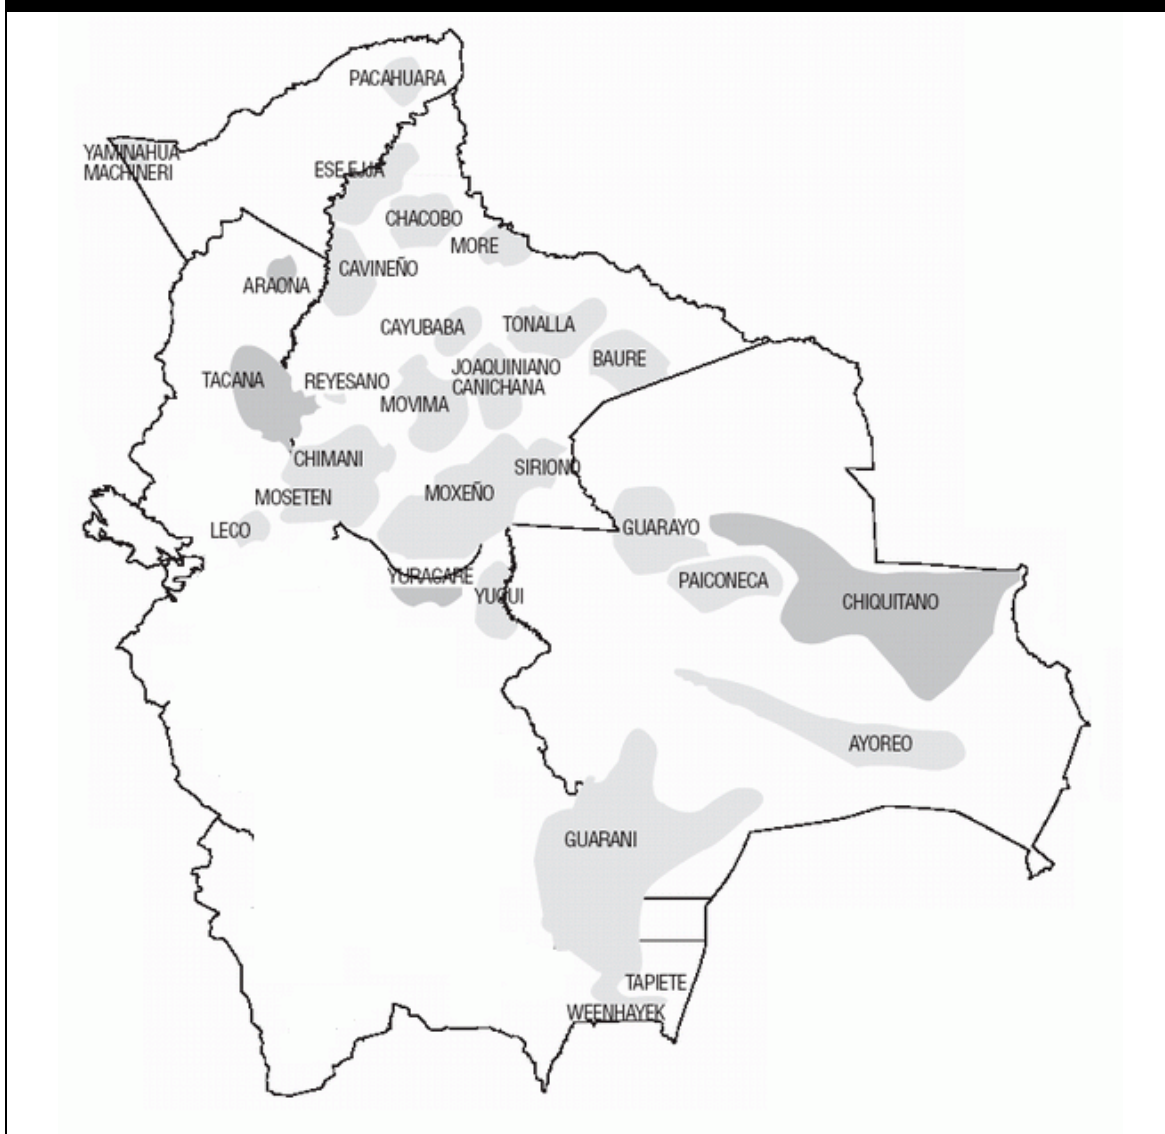 PACAHUARA
YAMINAHUA
MACHINERI
ESE EJJA
CHACOBO
MORE
CAVINEÑO
ARAONA
CAYUBABA
TONALLA
BAURE
JOAQUINIANO
CANICHANA
TACANA
REYESANO
MOVIMA
CHIMANI
SIRIONO
MOSETEN
MOXEÑO
LECO
GUARAYO
YURACARE
YUQUI
PAICONECA
CHIQUITANO
AYOREO
GUARANI
TAPIETE
WEENHAYEK